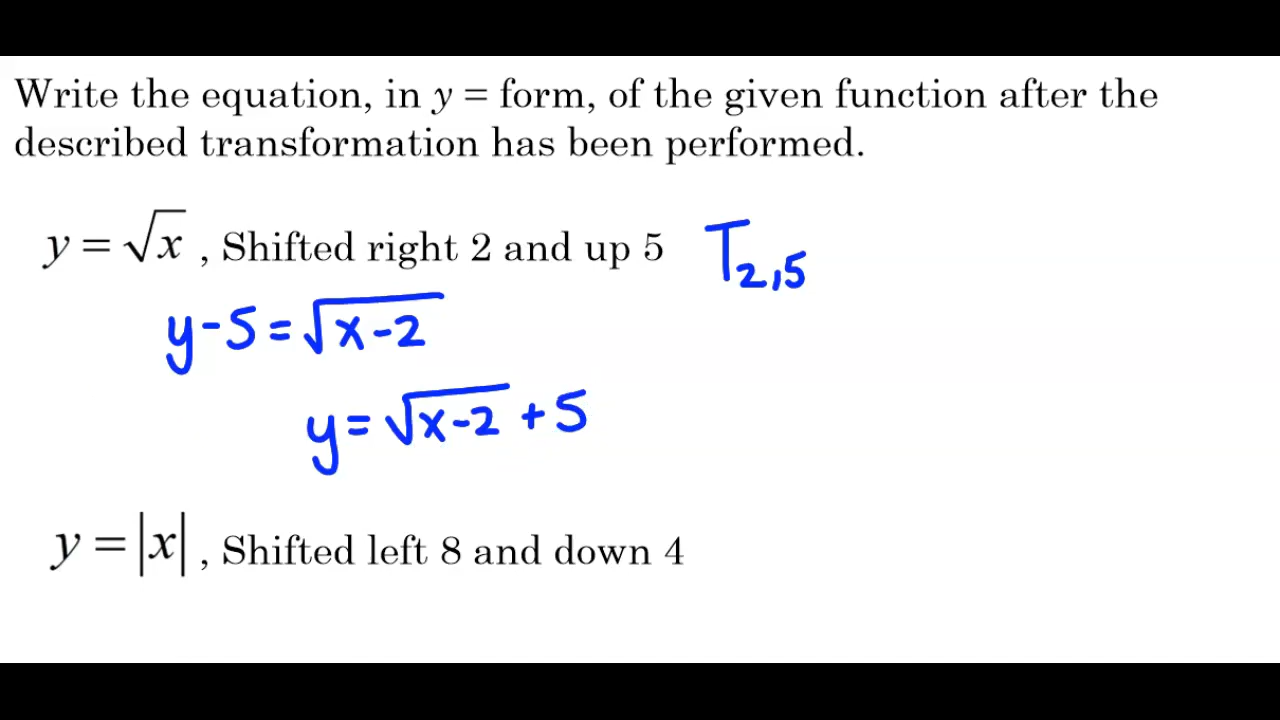 Write the equation, in y = form, of the given function after the
described transformation has been performed.
y = √x , Shifted right 2 and up 5 T₂,₅
y-5=√x-2
y=√x-2 +5
y = |x| , Shifted left 8 and down 4